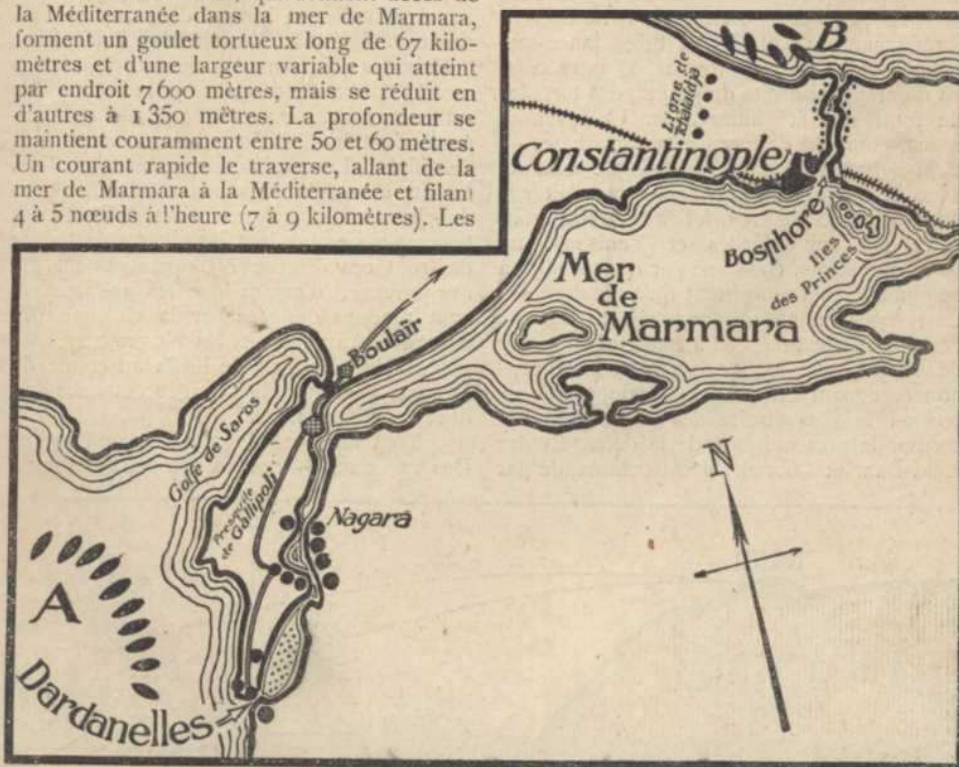 la Méditerranée dans la mer de Marmara,
forment un goulet tortueux long de 67 kilo-
mètres et d'une largeur variable qui atteint
par endroit 7 600 mètres, mais se réduit en
d'autres à 1 350 mètres. La profondeur se
maintient couramment entre 50 et 60 mètres.
Un courant rapide le traverse, allant de la
mer de Marmara à la Méditerranée et filant
4 à 5 nœuds à l'heure (7 à 9 kilomètres). Les
B
Ligne de
Constantinople
Bosphore
Iles
des Princes
Mer
de
Marmara
Boulaïr
Golfe de Saros
Presqu'île
de Gallipoli
Nagara
N
A
Dardanelles